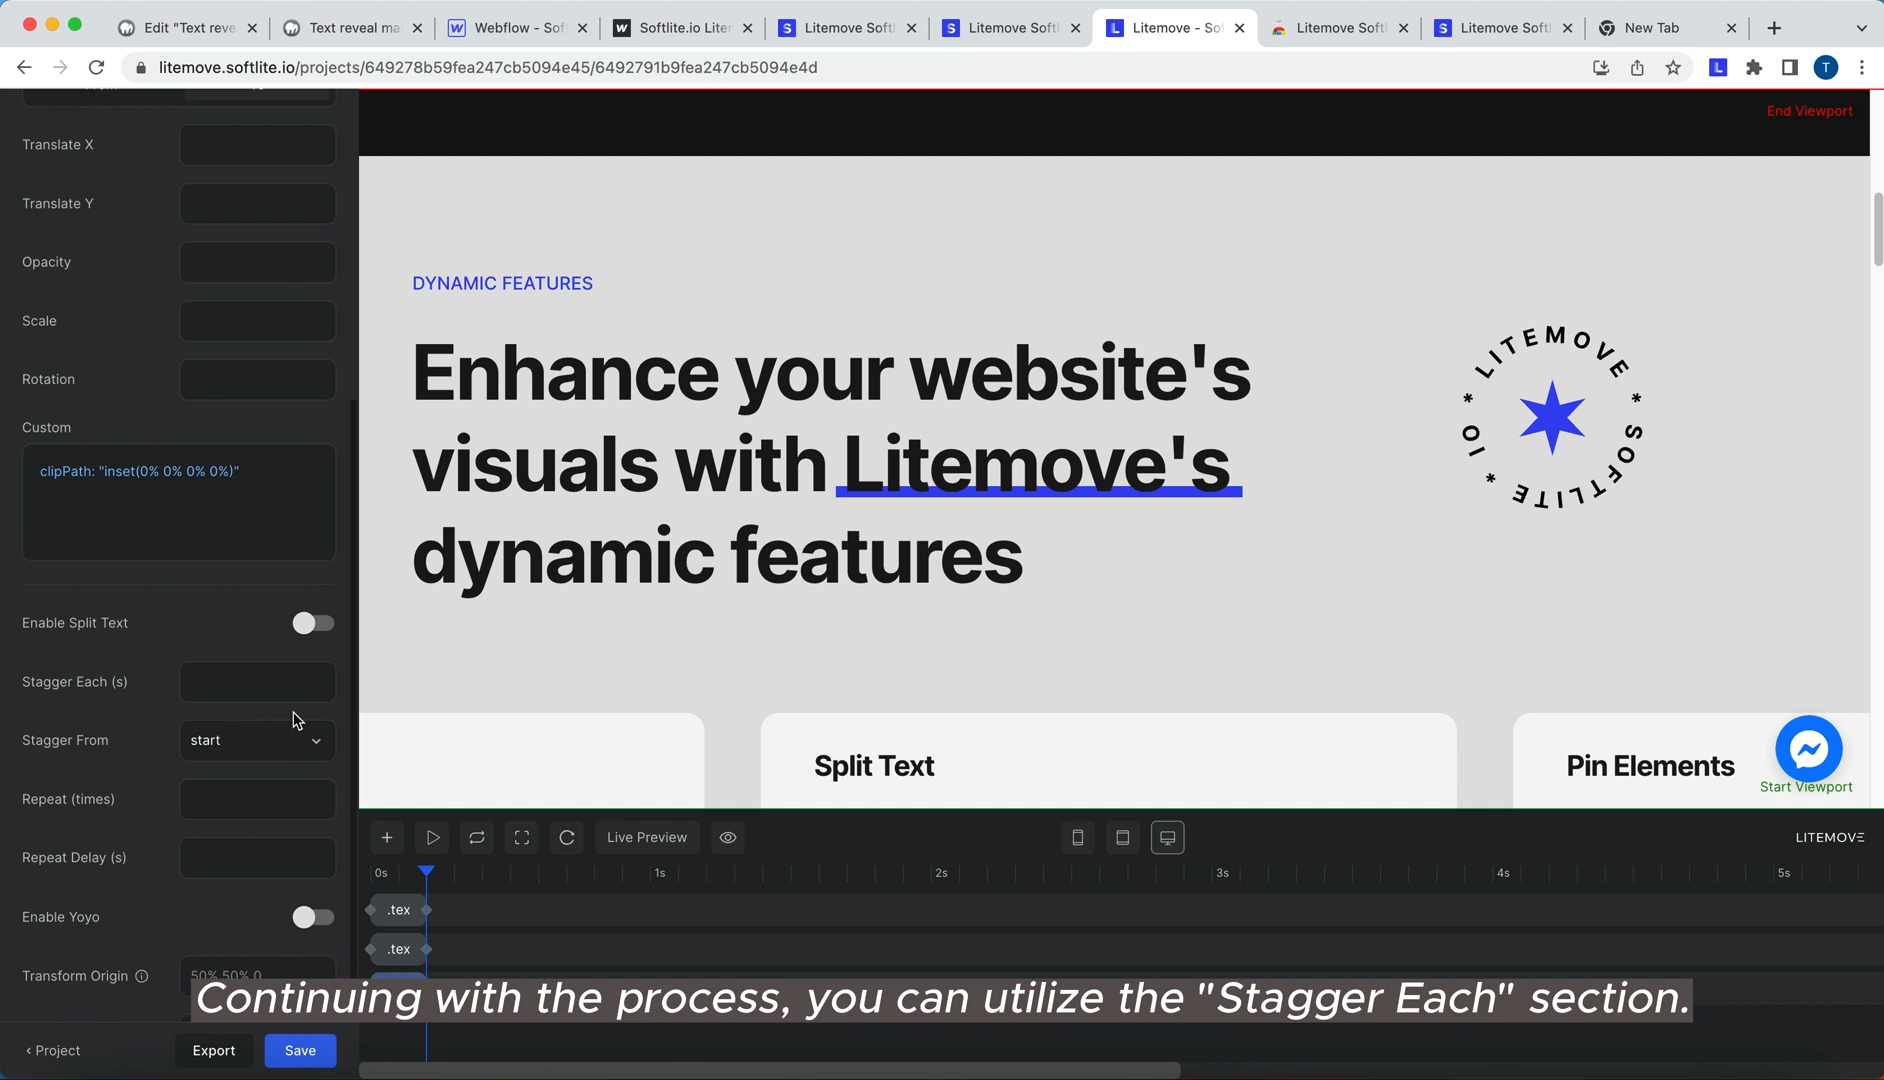 Edit "Text reve
Text reveal ma
Webflow - Sof
Softlite.io Liter
Litemove Soft
Litemove Soft
Litemove - So
Litemove Soft
Litemove Soft
New Tab
litemove.softlite.io/projects/649278b59fea247cb5094e45/6492791b9fea247cb5094e4d
T
Translate X
Translate Y
Opacity
Scale
Rotation
Custom
clipPath: "inset(0% 0% 0% 0%)"
Enable Split Text
Stagger Each (s)
Stagger From
start
Repeat (times)
Repeat Delay (s)
Enable Yoyo
Transform Origin
50% 50% 0
‹ Project
Export
Save
End Viewport
DYNAMIC FEATURES
Enhance your website's
visuals with Litemove's
dynamic features
* LITEMOVE * SOFTLITE * IO
Split Text
Pin Elements
Start Viewport
Live Preview
LITEMOVE
0s
1s
2s
3s
4s
5s
.tex
.tex
Continuing with the process, you can utilize the "Stagger Each" section.